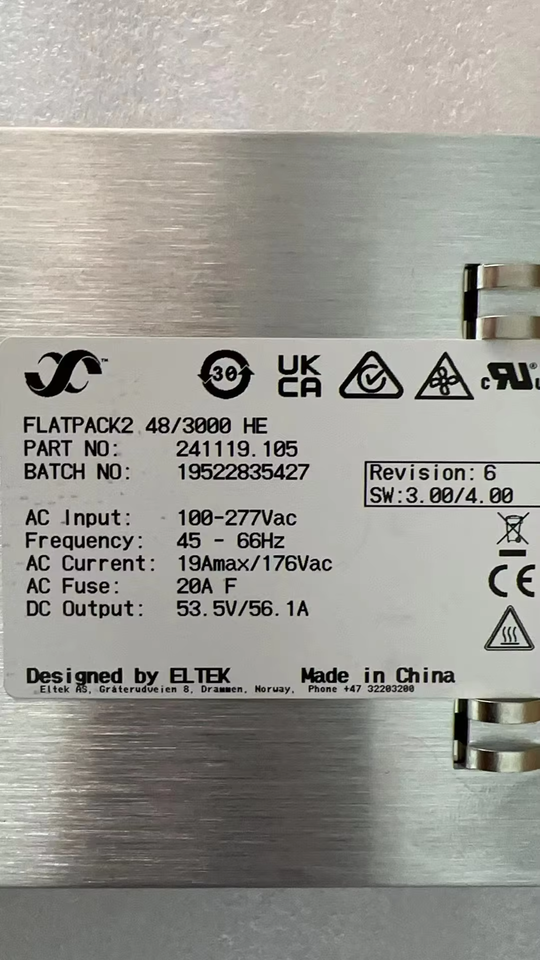 ™
30
UK
CA
c RU ® us
FLATPACK2 48/3000 HE
PART NO: 241119.105
BATCH NO: 19522835427
Revision: 6
SW:3.00/4.00
AC Input: 100-277Vac
Frequency: 45 - 66Hz
AC Current: 19Amax/176Vac
AC Fuse: 20A F
DC Output: 53.5V/56.1A
CE
Designed by ELTEK Made in China
Eltek AS, Gråterudveien 8, Drammen, Norway, Phone +47 32203200